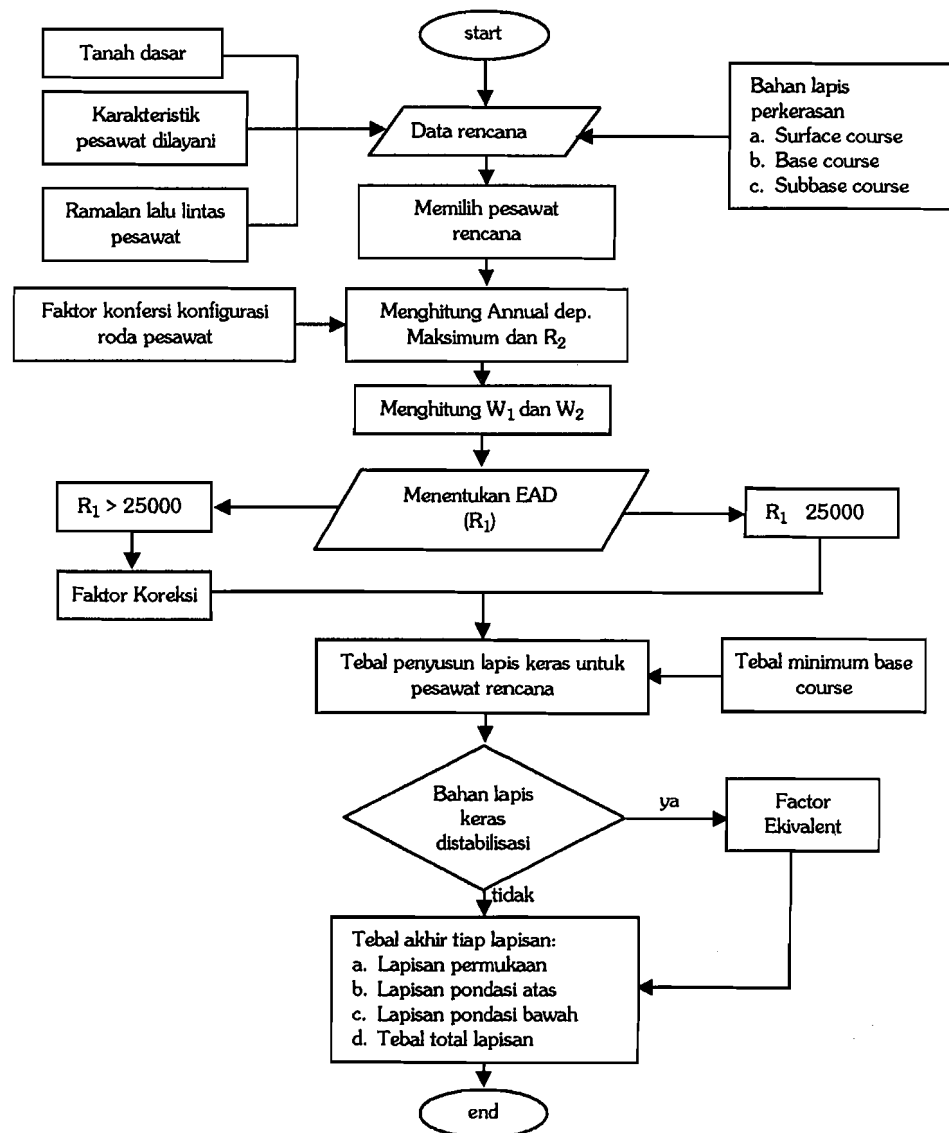 start
Tanah dasar
Karakteristik
pesawat dilayani
Ramalan lalu lintas
pesawat
Data rencana
Bahan lapis
perkerasan
a. Surface course
b. Base course
c. Subbase course
Memilih pesawat
rencana
Faktor konfersi konfigurasi
roda pesawat
Menghitung Annual dep.
Maksimum dan R₂
Menghitung W₁ dan W₂
Menentukan EAD
(R₁)
R₁ > 25000
R₁ 25000
Faktor Koreksi
Tebal penyusun lapis keras untuk
pesawat rencana
Tebal minimum base
course
Bahan lapis
keras
distabilisasi
ya
Factor
Ekivalent
tidak
Tebal akhir tiap lapisan:
a. Lapisan permukaan
b. Lapisan pondasi atas
c. Lapisan pondasi bawah
d. Tebal total lapisan
end